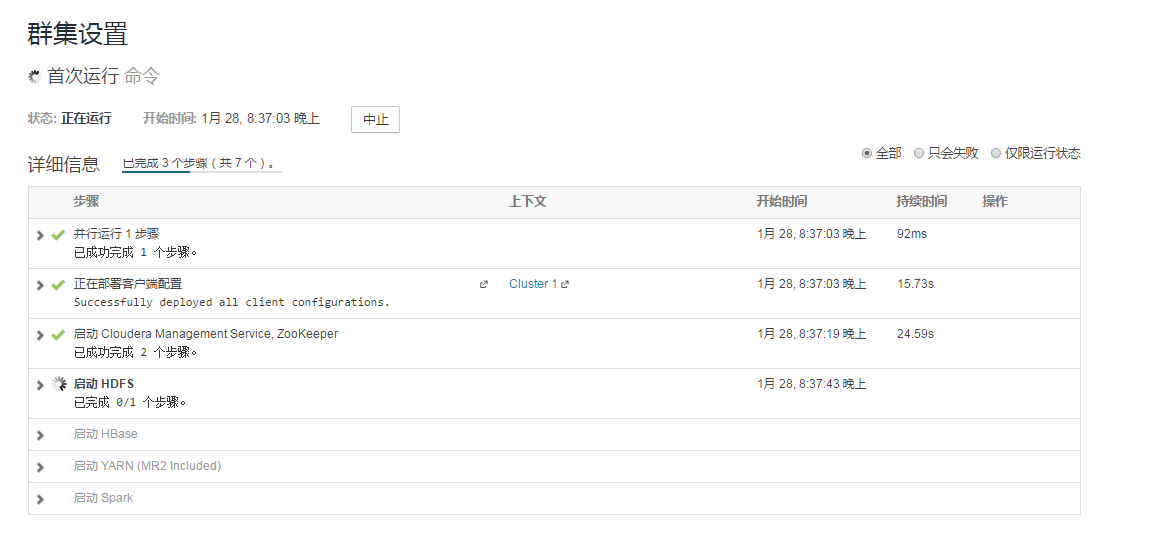 群集设置
首次运行 命令
状态: 正在运行 开始时间: 1月 28, 8:37:03 晚上 中止
详细信息 已完成 3 个步骤 ( 共 7 个 ) 。 全部 只会失败 仅限运行状态
步骤 上下文 开始时间 持续时间 操作
并行运行 1 步骤 1月 28, 8:37:03 晚上 92ms
已成功完成 1 个步骤。
正在部署客户端配置 Cluster 1 1月 28, 8:37:03 晚上 15.73s
Successfully deployed all client configurations.
启动 Cloudera Management Service, ZooKeeper 1月 28, 8:37:19 晚上 24.59s
已成功完成 2 个步骤。
启动 HDFS 1月 28, 8:37:43 晚上
已完成 0/1 个步骤。
启动 HBase
启动 YARN (MR2 Included)
启动 Spark